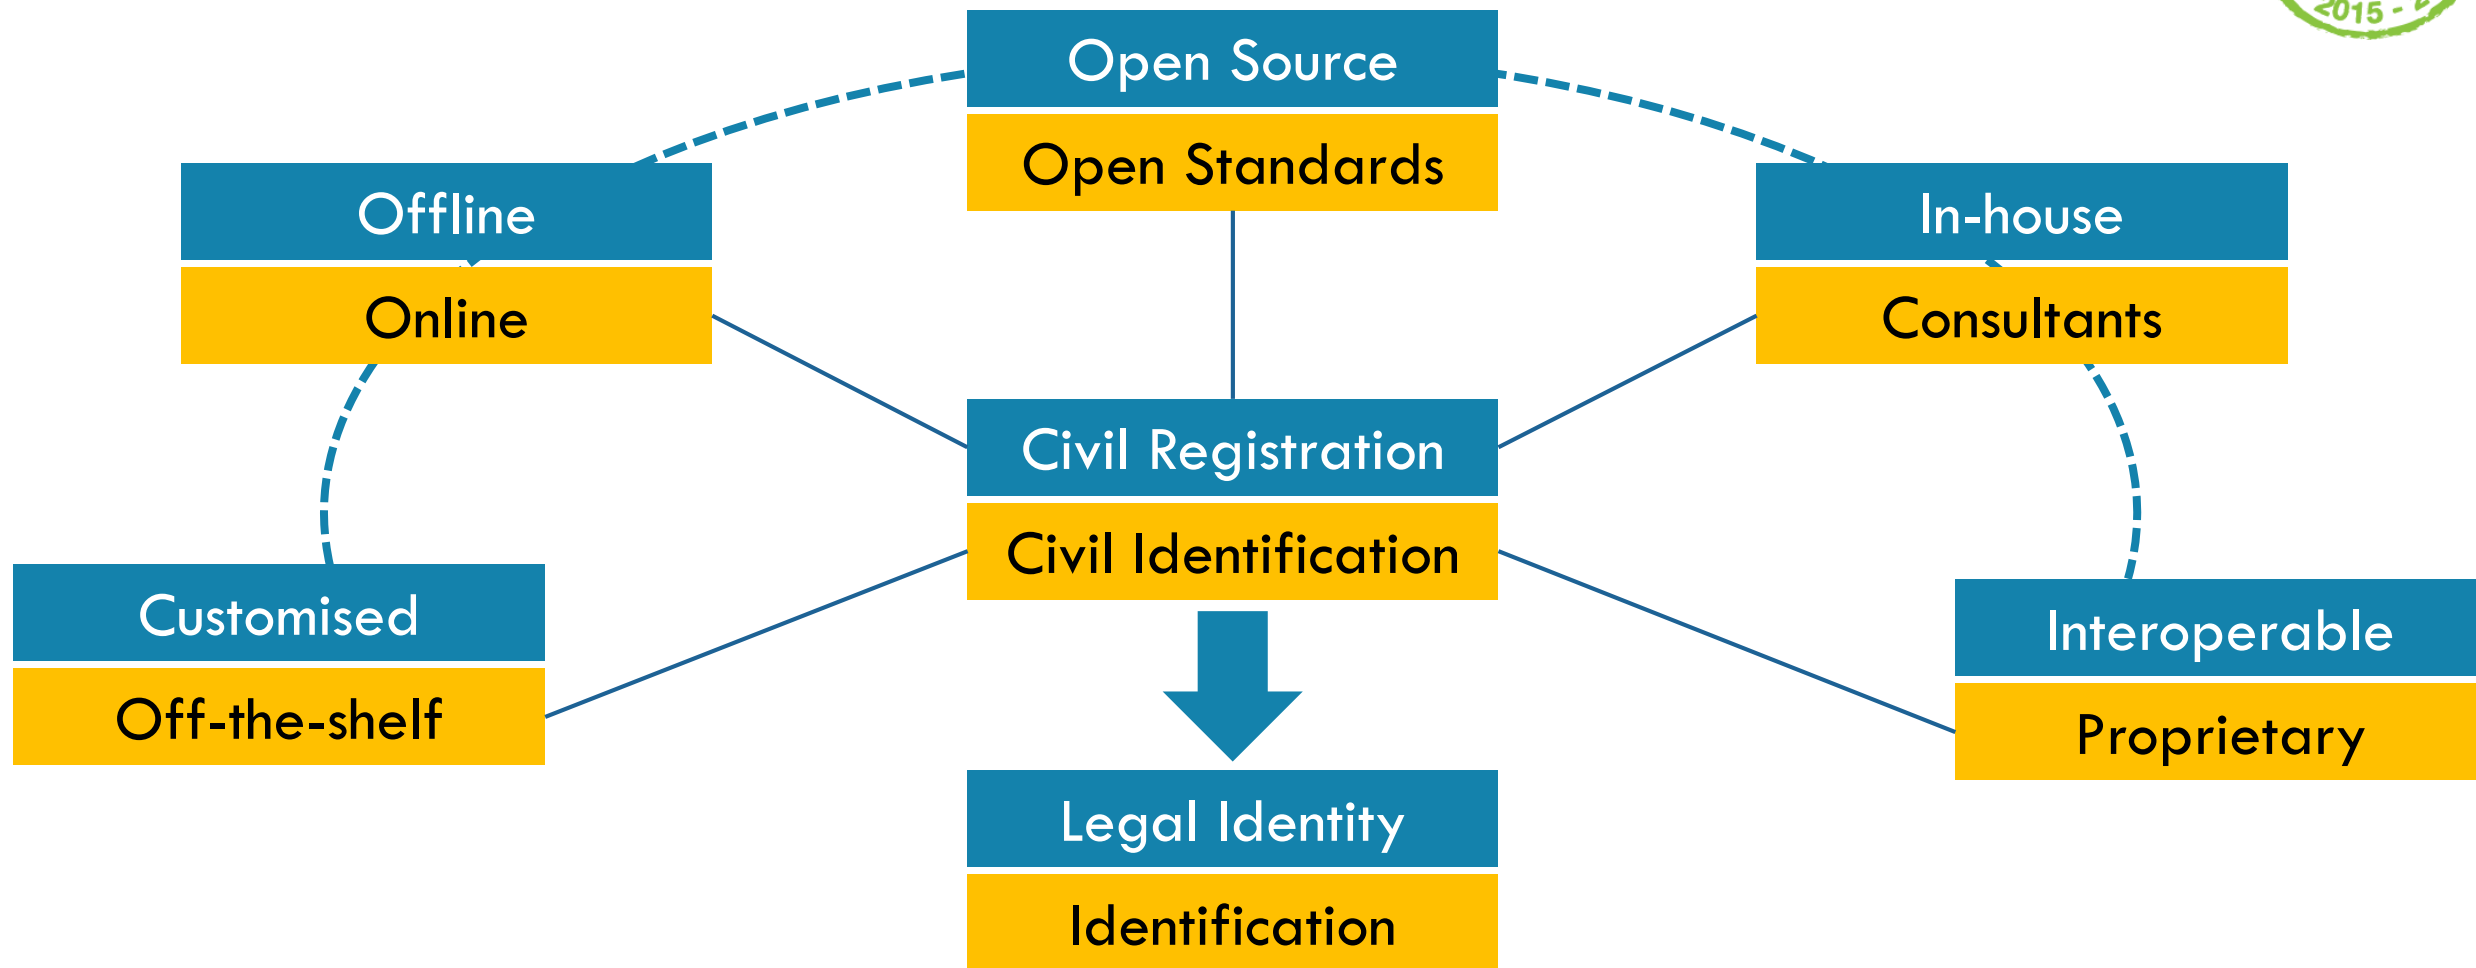 2015 -
Open Source
Open Standards
Offline
Online
In-house
Consultants
Civil Registration
Civil Identification
Customised
Off-the-shelf
Interoperable
Proprietary
Legal Identity
Identification